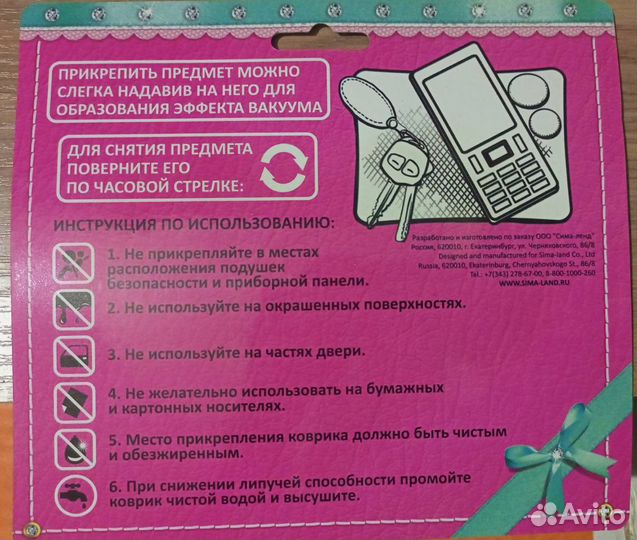 ПРИКРЕПИТЬ ПРЕДМЕТ МОЖНО
СЛЕГКА НАДАВИВ НА НЕГО ДЛЯ
ОБРАЗОВАНИЯ ЭФФЕКТА ВАКУУМА
ДЛЯ СНЯТИЯ ПРЕДМЕТА
ПОВЕРНИТЕ ЕГО
ПО ЧАСОВОЙ СТРЕЛКЕ:
ИНСТРУКЦИЯ ПО ИСПОЛЬЗОВАНИЮ:
Разработано и изготовлено по заказу ООО "Сима-ленд"
Россия, 620010, г. Екатеринбург, ул. Черняховского, 86/8
Designed and manufactured for Sima-land Co., Ltd
Russia, 620010, Ekaterinburg, Chernyahovskogo St., 86/8
Tel.: +7(343) 278-67-00, 8-800-1000-260
WWW.SIMA-LAND.RU
1. Не прикрепляйте в местах
расположения подушек
безопасности и приборной панели.
2. Не используйте на окрашенных поверхностях.
3. Не используйте на частях двери.
4. Не желательно использовать на бумажных
и картонных носителях.
5. Место прикрепления коврика должно быть чистым
и обезжиренным.
6. При снижении липучей способности промойте
коврик чистой водой и высушите.
Avito